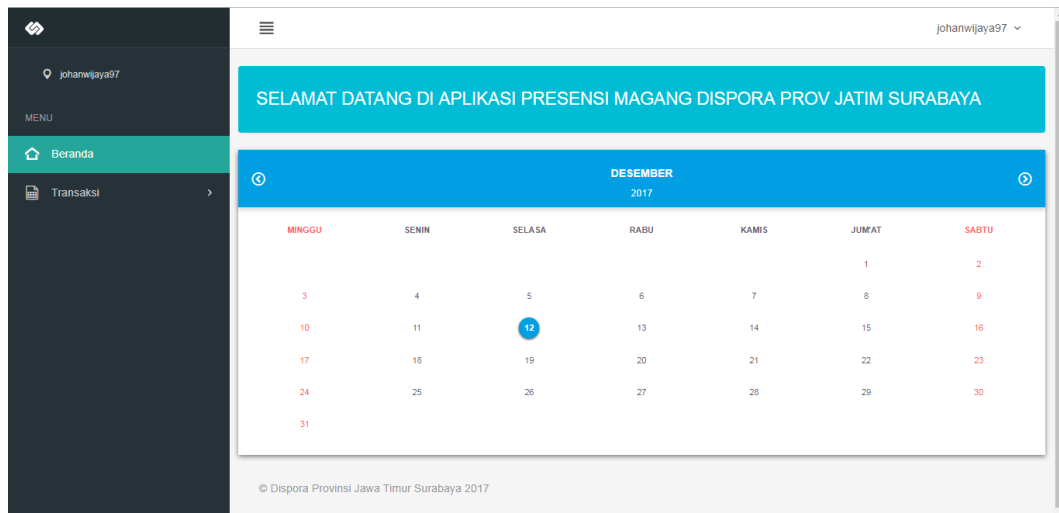 johanwijaya97
johanwijaya97
MENU
Beranda
Transaksi
SELAMAT DATANG DI APLIKASI PRESENSI MAGANG DISPORA PROV JATIM SURABAYA
DESEMBER
2017
MINGGU SENIN SELASA RABU KAMIS JUM'AT SABTU
1 2
3 4 5 6 7 8 9
10 11 12 13 14 15 16
17 18 19 20 21 22 23
24 25 26 27 28 29 30
31
© Dispora Provinsi Jawa Timur Surabaya 2017